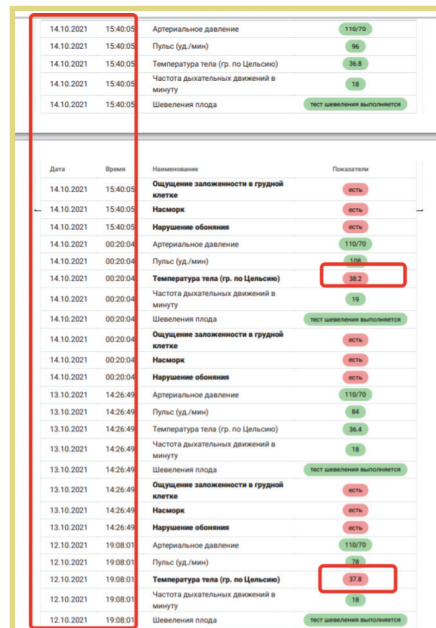 14.10.2021 15:40:05 Артериальное давление 110/70
14.10.2021 15:40:05 Пульс (уд./мин) 96
14.10.2021 15:40:05 Температура тела (гр. по Цельсию) 36.8
14.10.2021 15:40:05 Частота дыхательных движений в минуту 18
14.10.2021 15:40:05 Шевеления плода тест шевеления выполняется
Дата Время Наименование Показатели
14.10.2021 15:40:05 Ощущение заложенности в грудной клетке есть
14.10.2021 15:40:05 Насморк есть
14.10.2021 15:40:05 Нарушение обоняния есть
14.10.2021 00:20:04 Артериальное давление 110/70
14.10.2021 00:20:04 Пульс (уд./мин) 108
14.10.2021 00:20:04 Температура тела (гр. по Цельсию) 38.2
14.10.2021 00:20:04 Частота дыхательных движений в минуту 19
14.10.2021 00:20:04 Шевеления плода тест шевеления выполняется
14.10.2021 00:20:04 Ощущение заложенности в грудной клетке есть
14.10.2021 00:20:04 Насморк есть
14.10.2021 00:20:04 Нарушение обоняния есть
13.10.2021 14:26:49 Артериальное давление 110/70
13.10.2021 14:26:49 Пульс (уд./мин) 84
13.10.2021 14:26:49 Температура тела (гр. по Цельсию) 36.4
13.10.2021 14:26:49 Частота дыхательных движений в минуту 18
13.10.2021 14:26:49 Шевеления плода тест шевеления выполняется
13.10.2021 14:26:49 Ощущение заложенности в грудной клетке есть
13.10.2021 14:26:49 Насморк есть
13.10.2021 14:26:49 Нарушение обоняния есть
12.10.2021 19:08:01 Артериальное давление 110/70
12.10.2021 19:08:01 Пульс (уд./мин) 78
12.10.2021 19:08:01 Температура тела (гр. по Цельсию) 37.8
12.10.2021 19:08:01 Частота дыхательных движений в минуту 18
12.10.2021 19:08:01 Шевеления плода тест шевеления выполняется